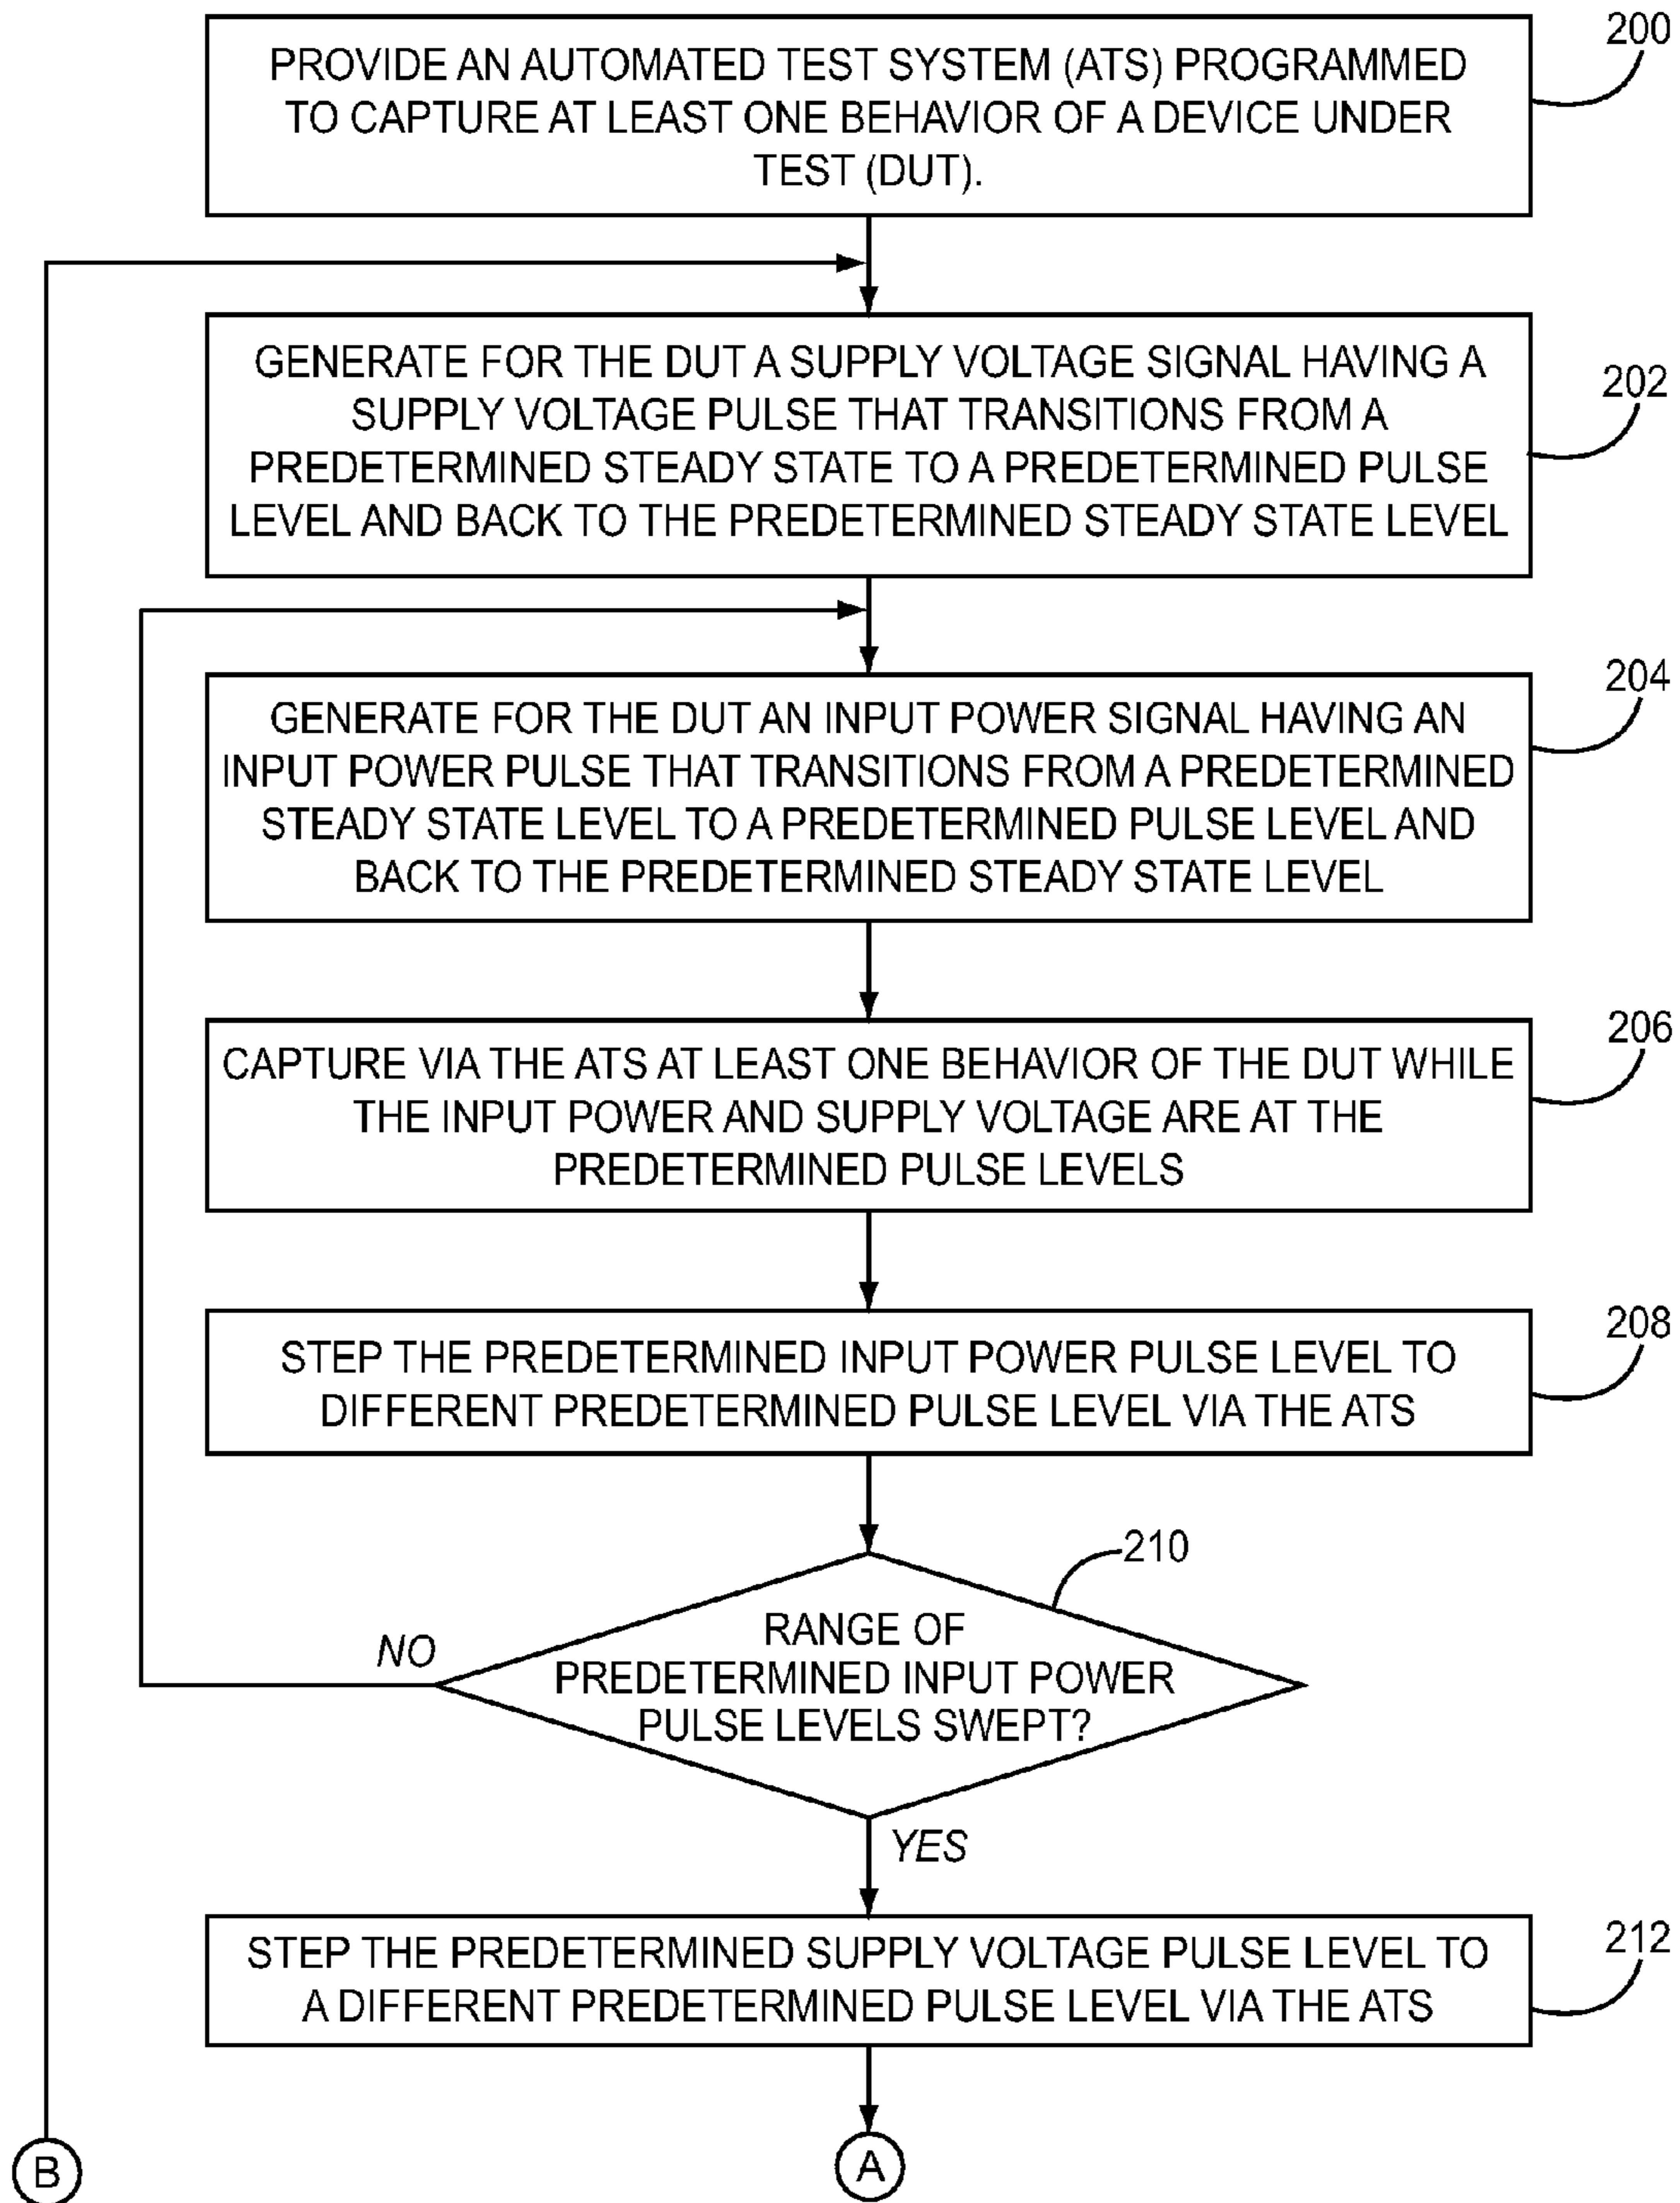 200
PROVIDE AN AUTOMATED TEST SYSTEM (ATS) PROGRAMMED
TO CAPTURE AT LEAST ONE BEHAVIOR OF A DEVICE UNDER
TEST (DUT).
202
GENERATE FOR THE DUT A SUPPLY VOLTAGE SIGNAL HAVING A
SUPPLY VOLTAGE PULSE THAT TRANSITIONS FROM A
PREDETERMINED STEADY STATE TO A PREDETERMINED PULSE
LEVEL AND BACK TO THE PREDETERMINED STEADY STATE LEVEL
204
GENERATE FOR THE DUT AN INPUT POWER SIGNAL HAVING AN
INPUT POWER PULSE THAT TRANSITIONS FROM A PREDETERMINED
STEADY STATE LEVEL TO A PREDETERMINED PULSE LEVEL AND
BACK TO THE PREDETERMINED STEADY STATE LEVEL
206
CAPTURE VIA THE ATS AT LEAST ONE BEHAVIOR OF THE DUT WHILE
THE INPUT POWER AND SUPPLY VOLTAGE ARE AT THE
PREDETERMINED PULSE LEVELS
208
STEP THE PREDETERMINED INPUT POWER PULSE LEVEL TO
DIFFERENT PREDETERMINED PULSE LEVEL VIA THE ATS
210
RANGE OF
PREDETERMINED INPUT POWER
PULSE LEVELS SWEPT?
NO
YES
212
STEP THE PREDETERMINED SUPPLY VOLTAGE PULSE LEVEL TO
A DIFFERENT PREDETERMINED PULSE LEVEL VIA THE ATS
B
A